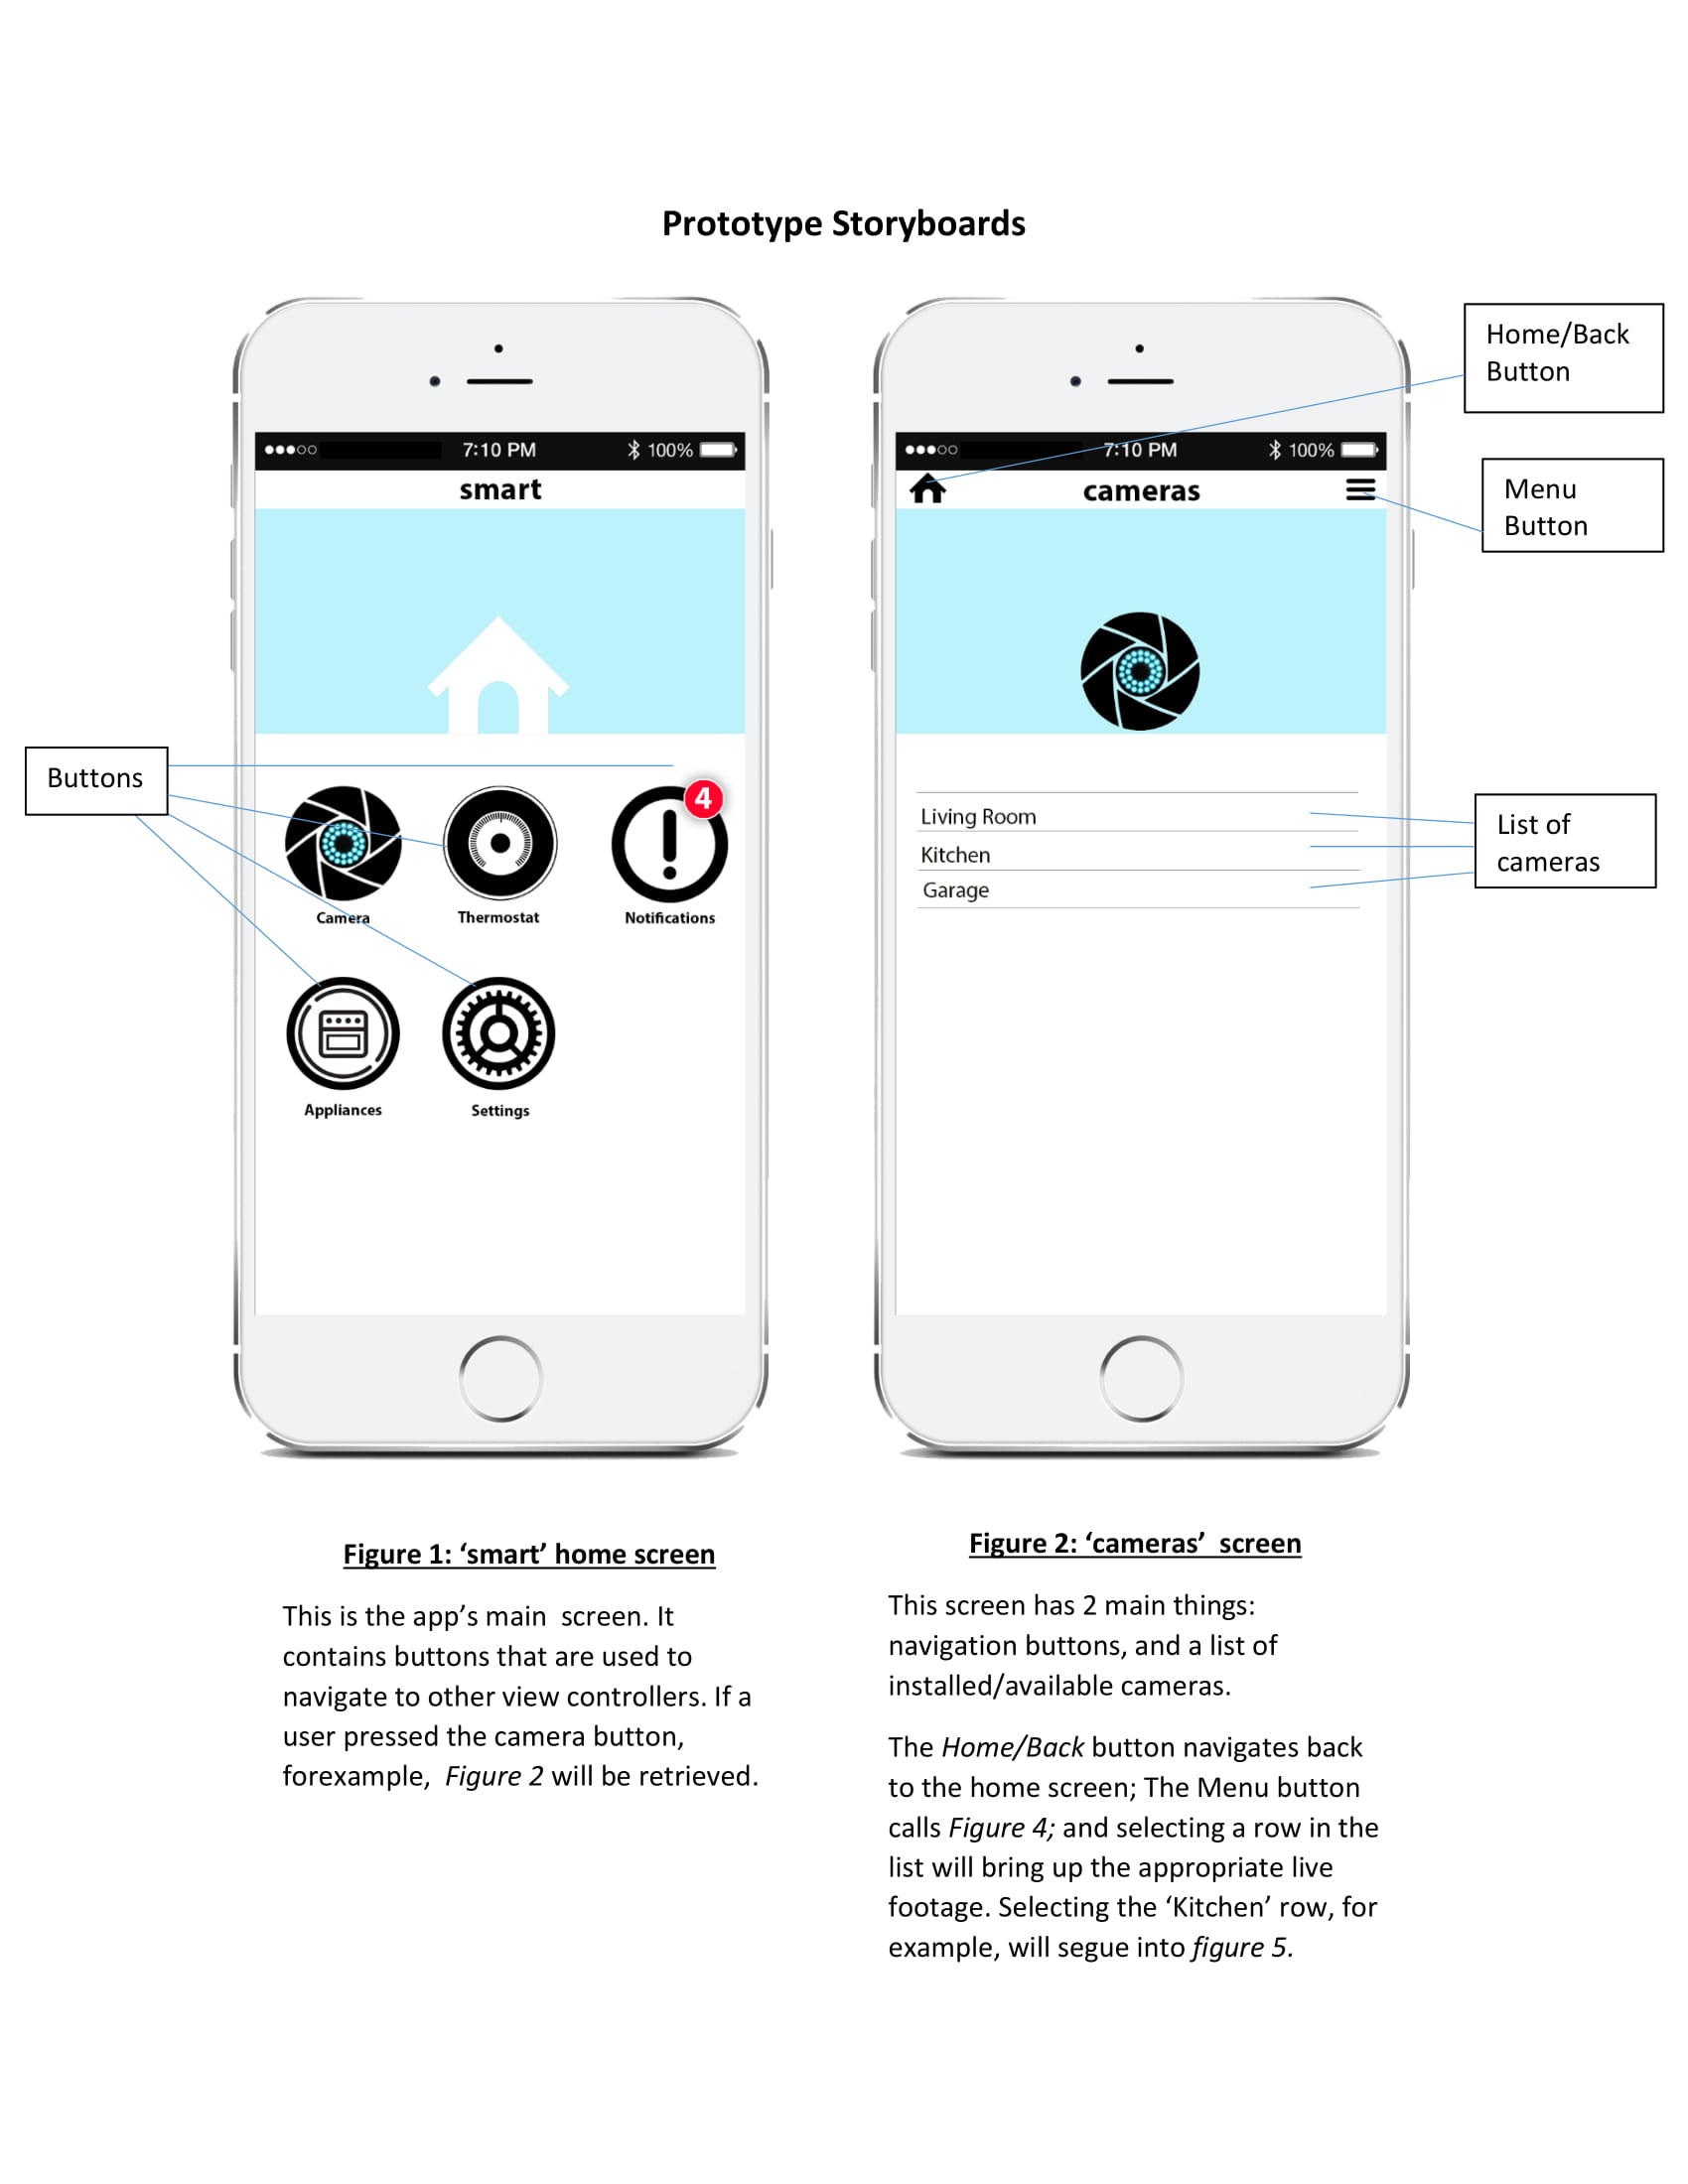 Prototype Storyboards
Home/Back
Button
7:10 PM
100%
7:10 PM
100%
smart
cameras
Menu
Button
Buttons
4
Living Room
Kitchen
Garage
List of
cameras
Camera
Thermostat
Notifications
Appliances
Settings
Figure 1: ‘smart’ home screen
This is the app’s main  screen. It
contains buttons that are used to
navigate to other view controllers. If a
user pressed the camera button,
forexample,  Figure 2 will be retrieved.
Figure 2: ‘cameras’  screen
This screen has 2 main things:
navigation buttons, and a list of
installed/available cameras.
The Home/Back button navigates back
to the home screen; The Menu button
calls Figure 4; and selecting a row in the
list will bring up the appropriate live
footage. Selecting the ‘Kitchen’ row, for
example, will segue into figure 5.